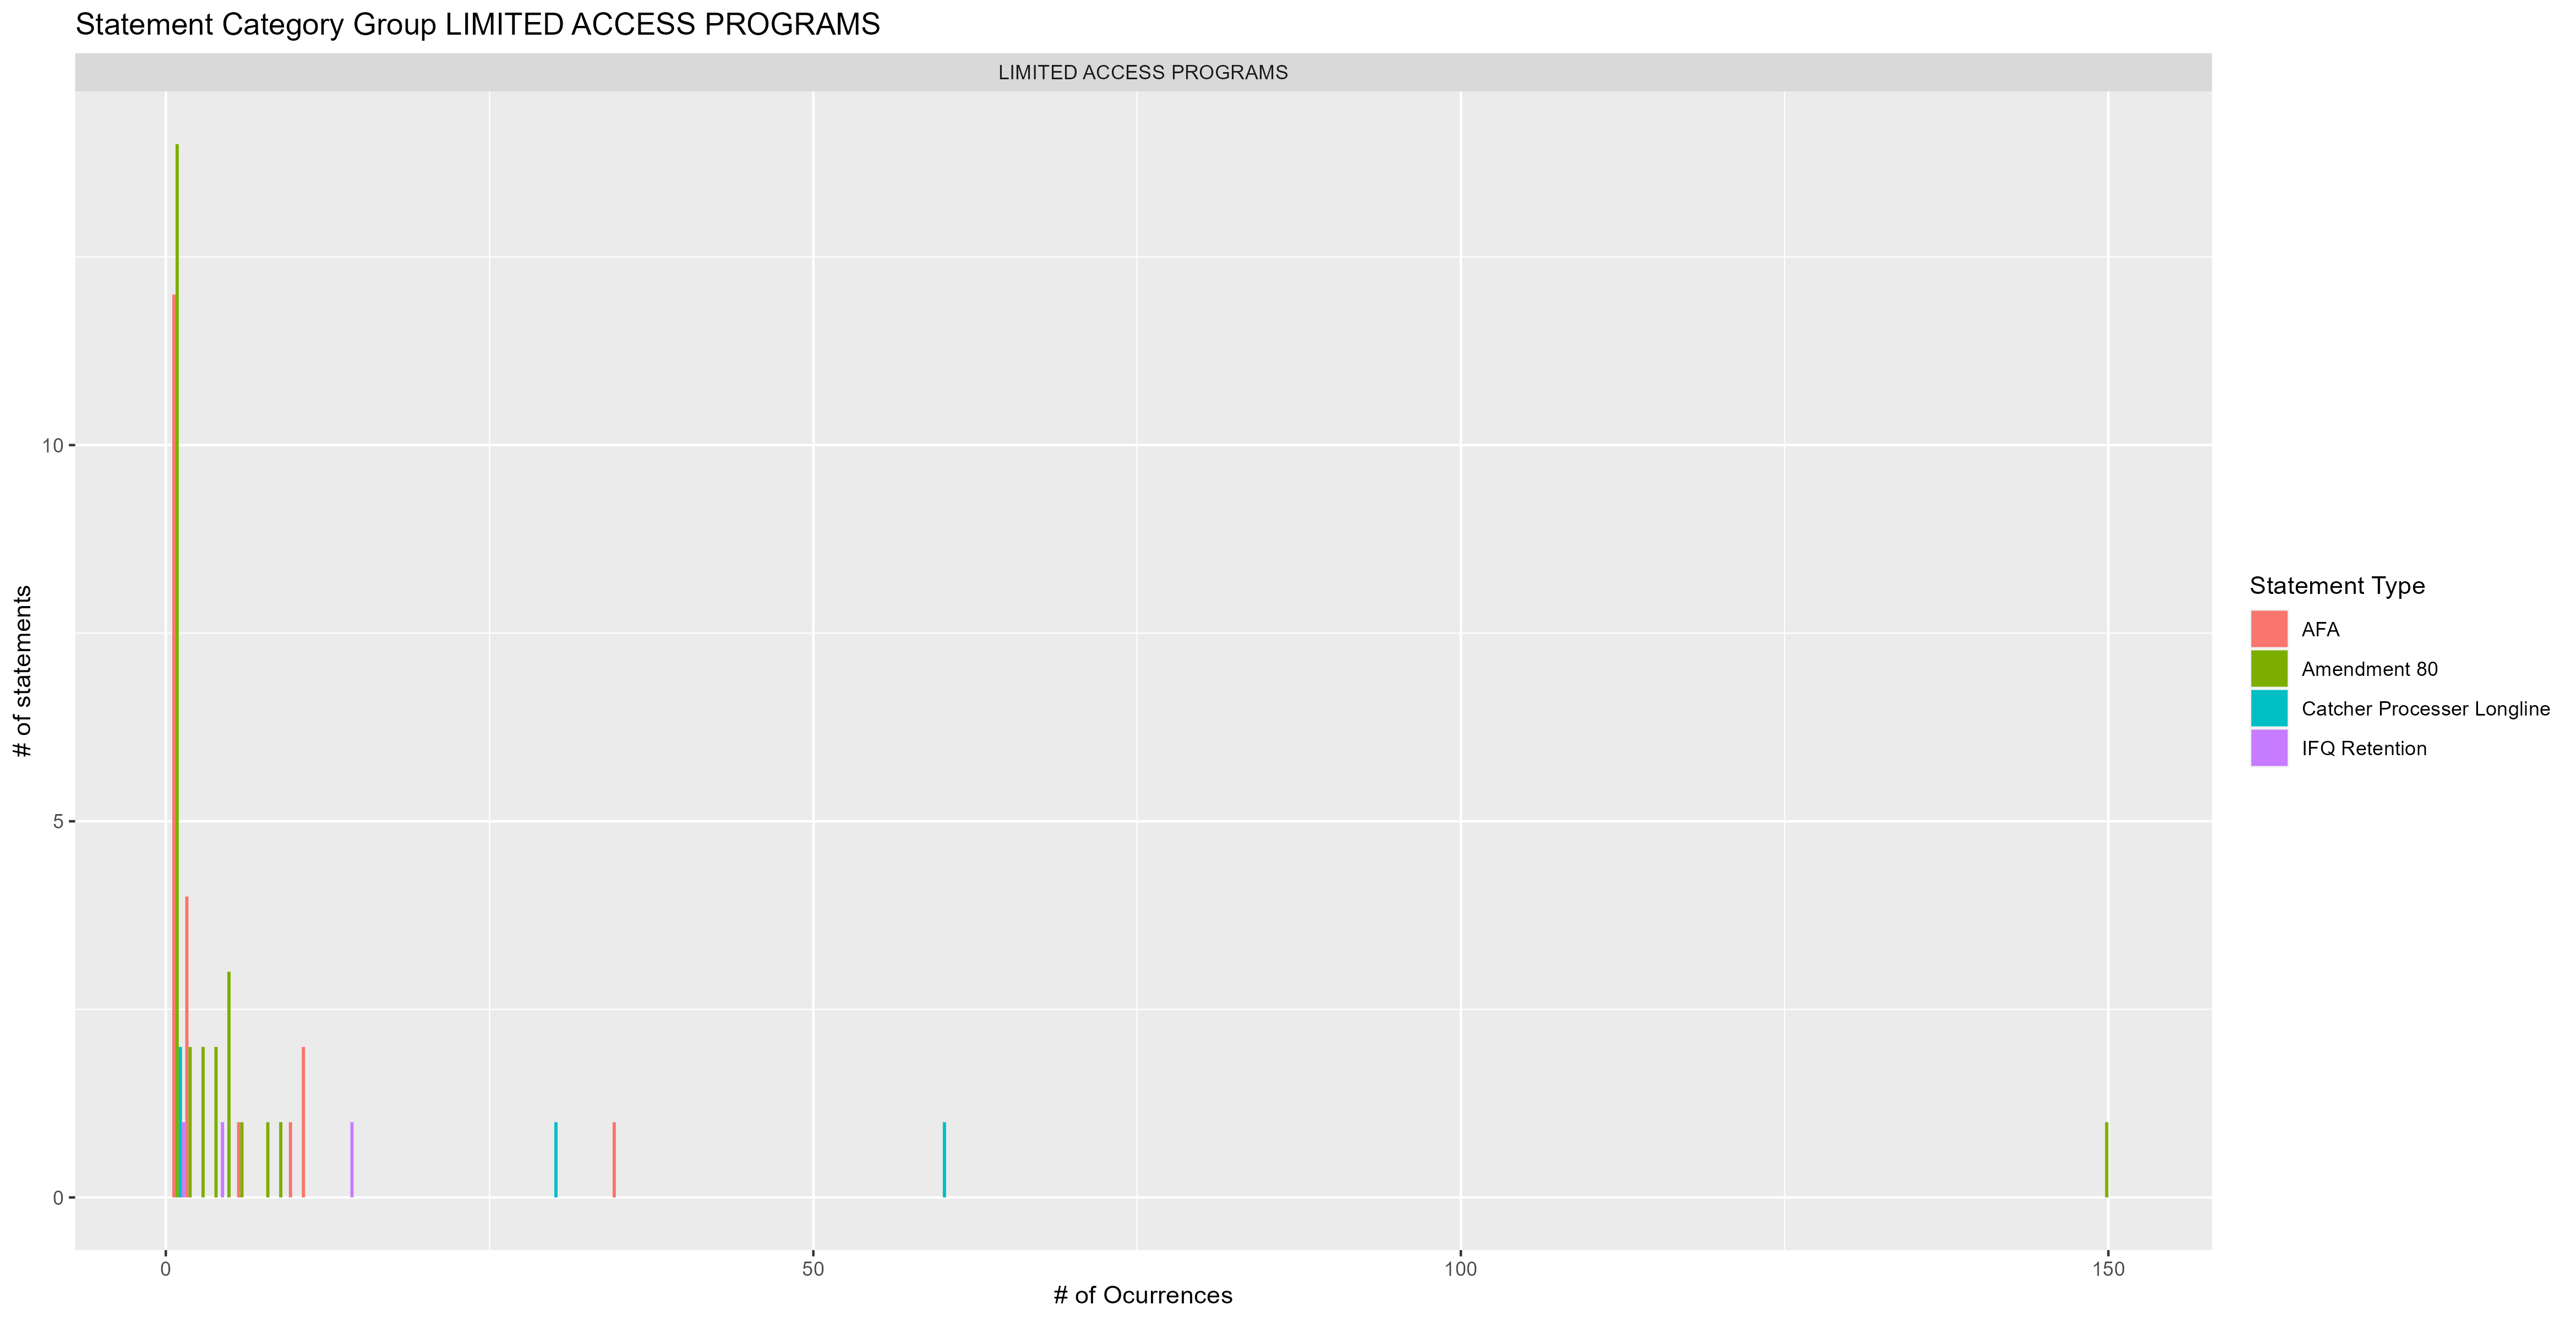 Statement Category Group LIMITED ACCESS PROGRAMS
LIMITED ACCESS PROGRAMS
# of statements
10
5
0
0
50
100
150
# of Ocurrences
Statement Type
AFA
Amendment 80
Catcher Processer Longline
IFQ Retention